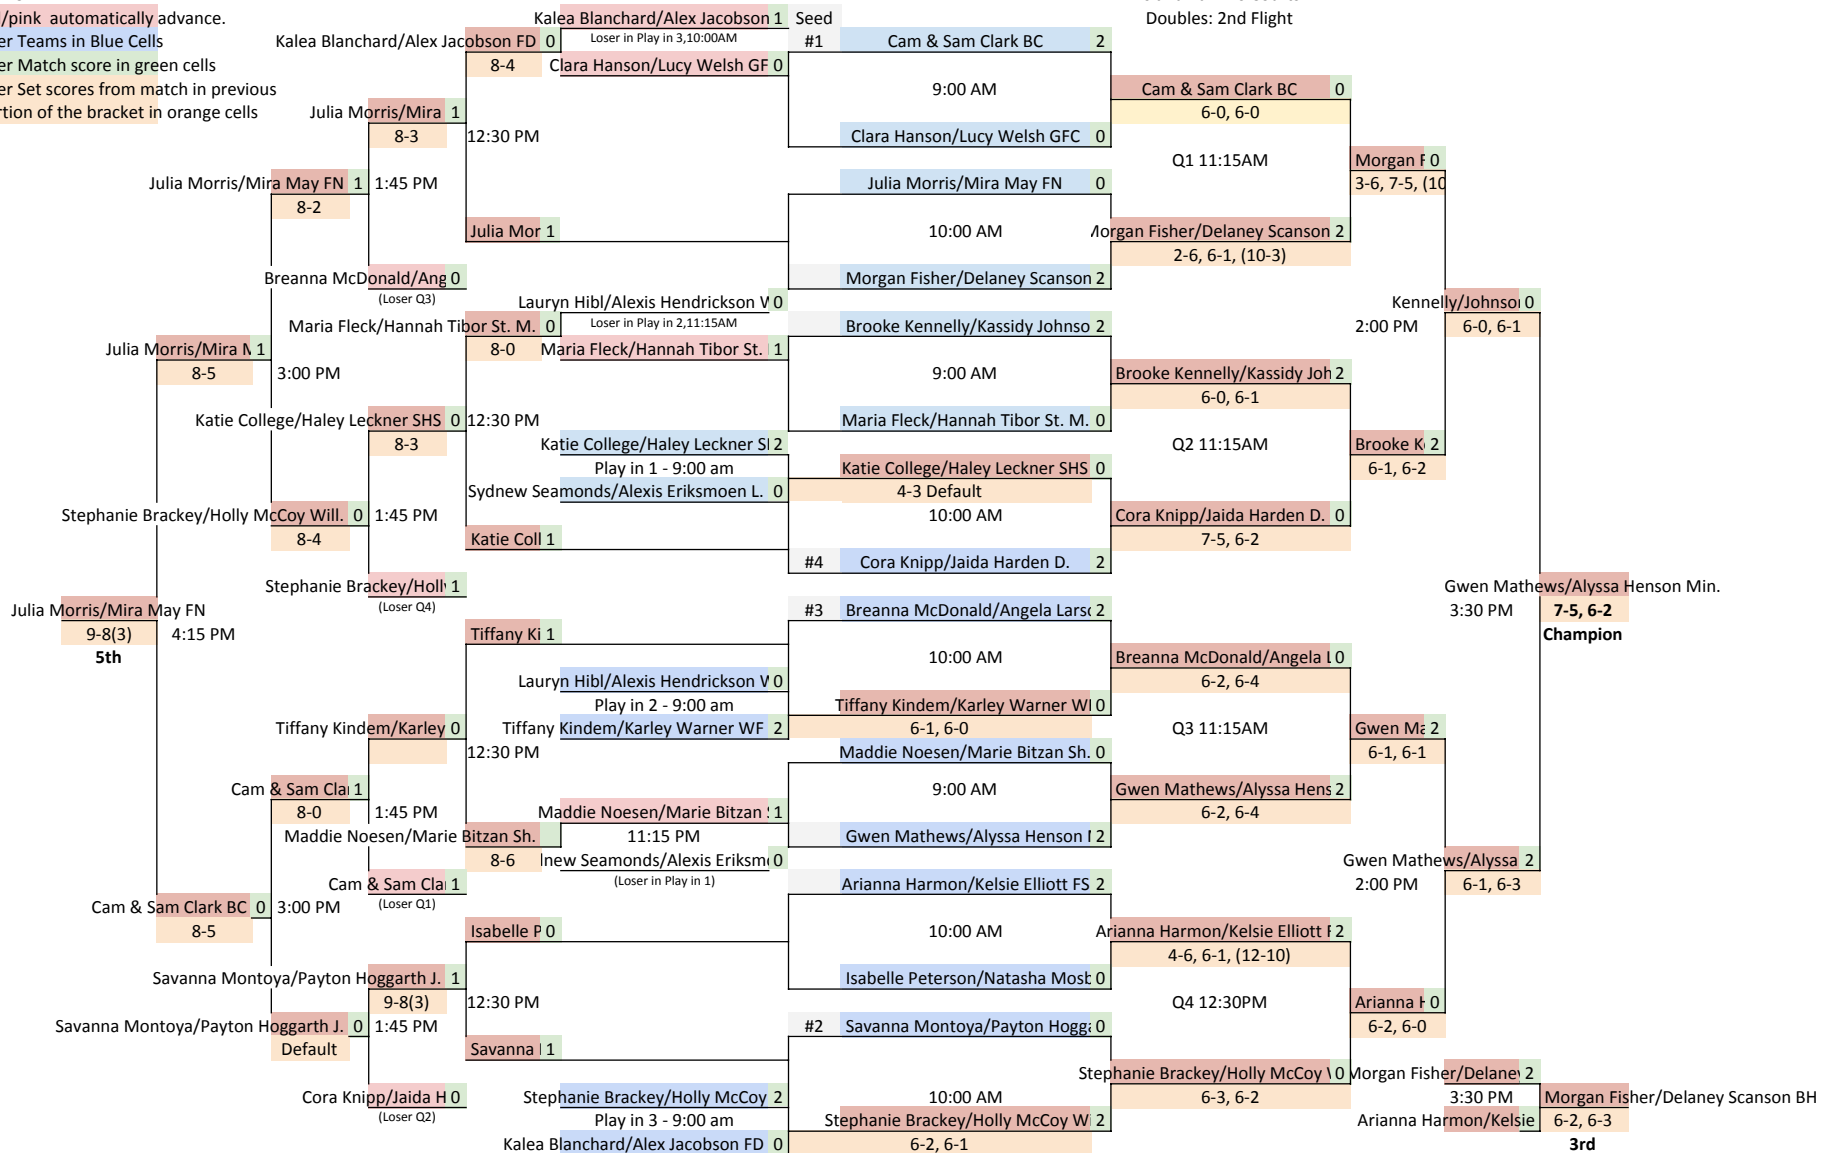 /pink automatically advance.
er Teams in Blue Cells
er Match score in green cells
er Set scores from match in previous
rtion of the bracket in orange cells
Doubles: 2nd Flight
Kalea Blanchard/Alex Jacobson 1 Seed
Kalea Blanchard/Alex Jacobson FD 0 Loser in Play in 3,10:00AM #1 Cam & Sam Clark BC 2
8-4 Clara Hanson/Lucy Welsh GF 0
9:00 AM Cam & Sam Clark BC 0
Julia Morris/Mira 1 6-0, 6-0
8-3 12:30 PM Clara Hanson/Lucy Welsh GFC 0
Q1 11:15AM Morgan F 0
Julia Morris/Mira May FN 1 1:45 PM Julia Morris/Mira May FN 0 3-6, 7-5, (10
8-2
Julia Mor 1 10:00 AM Morgan Fisher/Delaney Scanson 2
2-6, 6-1, (10-3)
Breanna McDonald/Ang 0 Morgan Fisher/Delaney Scanson 2
(Loser Q3) Lauryn Hibl/Alexis Hendrickson W 0 Kennelly/Johnso 0
Maria Fleck/Hannah Tibor St. M. 0 Loser in Play in 2,11:15AM Brooke Kennelly/Kassidy Johnso 2 2:00 PM 6-0, 6-1
Julia Morris/Mira M 1 8-0 Maria Fleck/Hannah Tibor St. 1
8-5 3:00 PM 9:00 AM Brooke Kennelly/Kassidy Joh 2
6-0, 6-1
Katie College/Haley Leckner SHS 0 12:30 PM Maria Fleck/Hannah Tibor St. M. 0
8-3 Katie College/Haley Leckner SI 2 Q2 11:15AM Brooke K 2
Play in 1 - 9:00 am Katie College/Haley Leckner SHS 0 6-1, 6-2
Sydnew Seamonds/Alexis Eriksmoen L. 0 4-3 Default
Stephanie Brackey/Holly McCoy Will. 0 1:45 PM 10:00 AM Cora Knipp/Jaida Harden D. 0
8-4 Katie Coll 1 7-5, 6-2
#4 Cora Knipp/Jaida Harden D. 2
Stephanie Brackey/Holly 1 Gwen Mathews/Alyssa Henson Min.
Julia Morris/Mira May FN (Loser Q4) #3 Breanna McDonald/Angela Larso 2 3:30 PM 7-5, 6-2
9-8(3) 4:15 PM Tiffany Ki 1 Champion
5th 10:00 AM Breanna McDonald/Angela L 0
Lauryn Hibl/Alexis Hendrickson W 0 6-2, 6-4
Play in 2 - 9:00 am Tiffany Kindem/Karley Warner WF 0
Tiffany Kindem/Karley 0 Tiffany Kindem/Karley Warner WF 2 6-1, 6-0 Q3 11:15AM Gwen Ma 2
12:30 PM Maddie Noesen/Marie Bitzan Sh. 0 6-1, 6-1
Cam & Sam Cla 1 9:00 AM Gwen Mathews/Alyssa Hens 2
8-0 1:45 PM Maddie Noesen/Marie Bitzan S 1 6-2, 6-4
Maddie Noesen/Marie Bitzan Sh. 11:15 PM Gwen Mathews/Alyssa Henson M 2
8-6 lnew Seamonds/Alexis Eriksmo 0 Gwen Mathews/Alyssa 2
Cam & Sam Cla 1 (Loser in Play in 1) Arianna Harmon/Kelsie Elliott FS 2 2:00 PM 6-1, 6-3
Cam & Sam Clark BC 0 3:00 PM (Loser Q1)
8-5 Isabelle P 0 10:00 AM Arianna Harmon/Kelsie Elliott F 2
4-6, 6-1, (12-10)
Savanna Montoya/Payton Hoggarth J. 1 Isabelle Peterson/Natasha Mosb 0
9-8(3) 12:30 PM Q4 12:30PM Arianna H 0
Savanna Montoya/Payton Hoggarth J. 0 1:45 PM #2 Savanna Montoya/Payton Hogga 0 6-2, 6-0
Default Savanna 1
Stephanie Brackey/Holly McCoy W 0 Morgan Fisher/Delaney 2
Cora Knipp/Jaida H 0 Stephanie Brackey/Holly McCoy 2 10:00 AM 6-3, 6-2 3:30 PM Morgan Fisher/Delaney Scanson BH
(Loser Q2) Play in 3 - 9:00 am Stephanie Brackey/Holly McCoy Wi 2 Arianna Harmon/Kelsie 6-2, 6-3
Kalea Blanchard/Alex Jacobson FD 0 6-2, 6-1 3rd